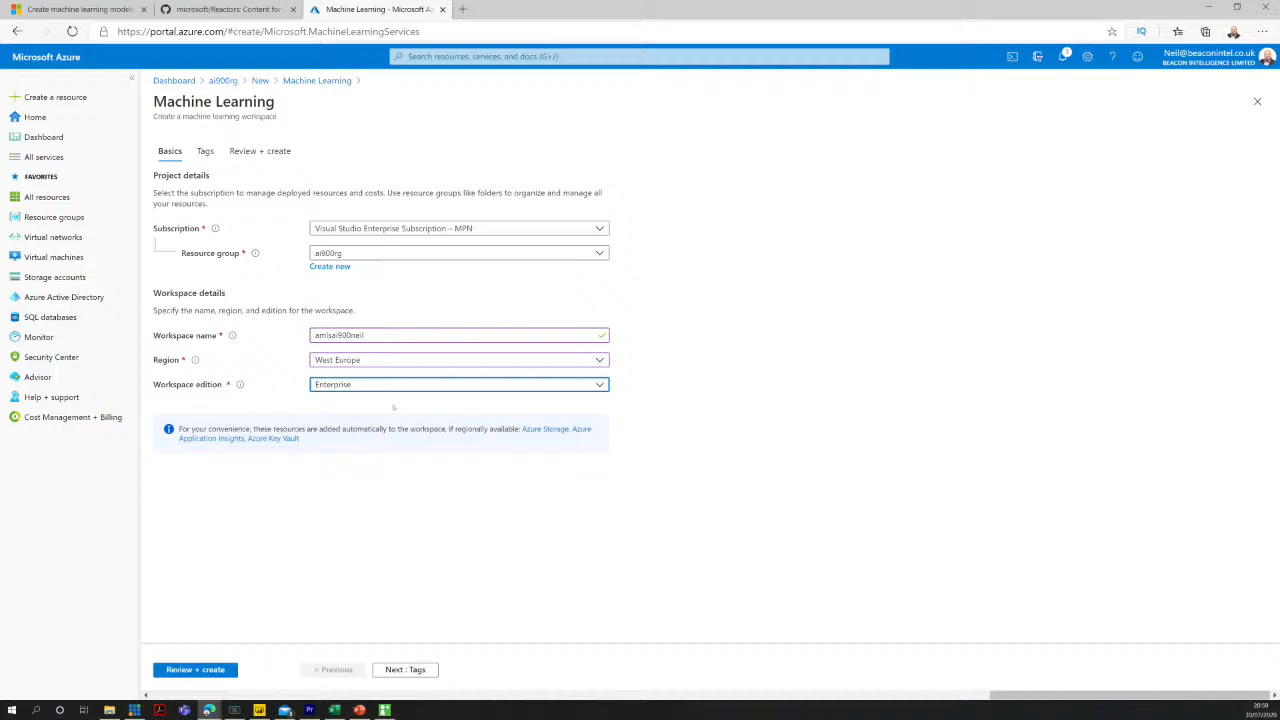 Create machine learning models
microsoft/Reactors: Content for
Machine Learning - Microsoft Az
https://portal.azure.com/#create/Microsoft.MachineLearningServices
IQ
Microsoft Azure
Search resources, services, and docs (G+/)
Neil@beaconintel.co.uk
BEACON INTELLIGENCE LIMITED
Dashboard > ai900rg > New > Machine Learning >
Machine Learning
Create a machine learning workspace
Create a resource
Home
Dashboard
All services
FAVORITES
All resources
Resource groups
Virtual networks
Virtual machines
Storage accounts
Azure Active Directory
SQL databases
Monitor
Security Center
Advisor
Help + support
Cost Management + Billing
Basics Tags Review + create
Project details
Select the subscription to manage deployed resources and costs. Use resource groups like folders to organize and manage all
your resources.
Subscription * Visual Studio Enterprise Subscription – MPN
Resource group * ai900rg
Create new
Workspace details
Specify the name, region, and edition for the workspace.
Workspace name * amlsai900neil
Region * West Europe
Workspace edition * Enterprise
For your convenience, these resources are added automatically to the workspace, if regionally available: Azure Storage, Azure
Application Insights, Azure Key Vault
Review + create < Previous Next : Tags
20:59
30/07/2020